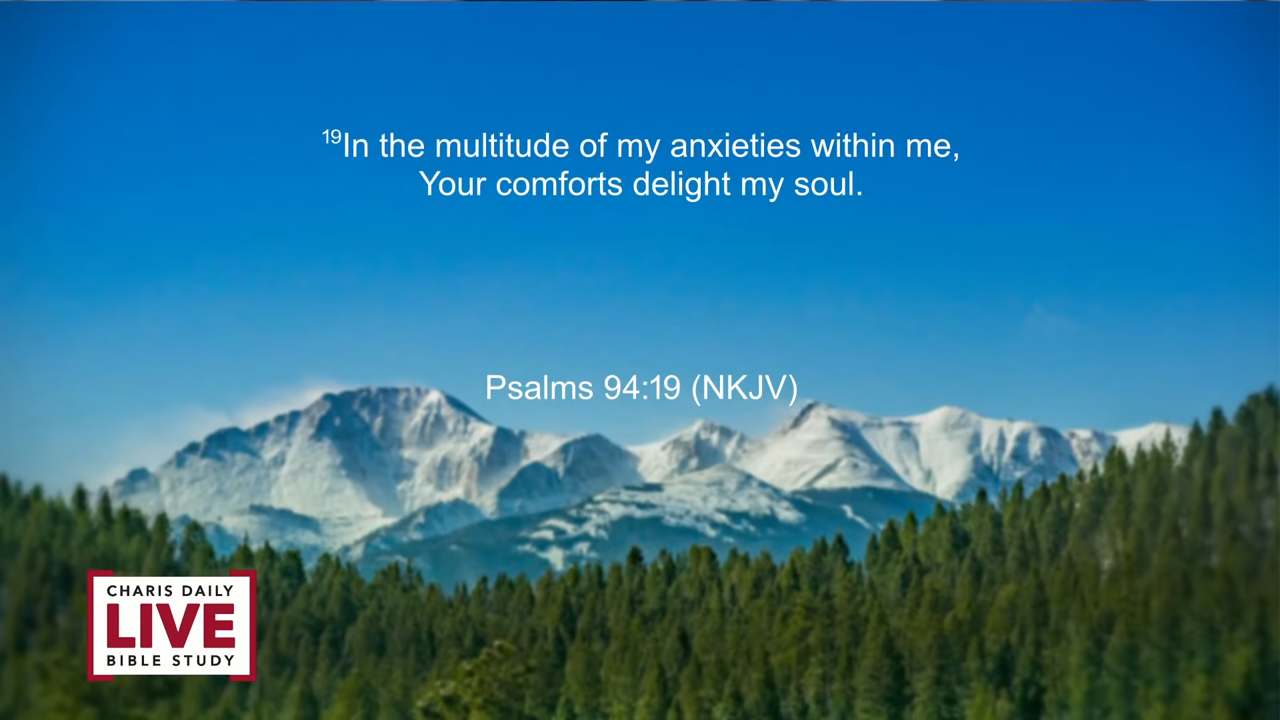 19In the multitude of my anxieties within me,
Your comforts delight my soul.
Psalms 94:19 (NKJV)
CHARIS DAILY
LIVE
BIBLE STUDY